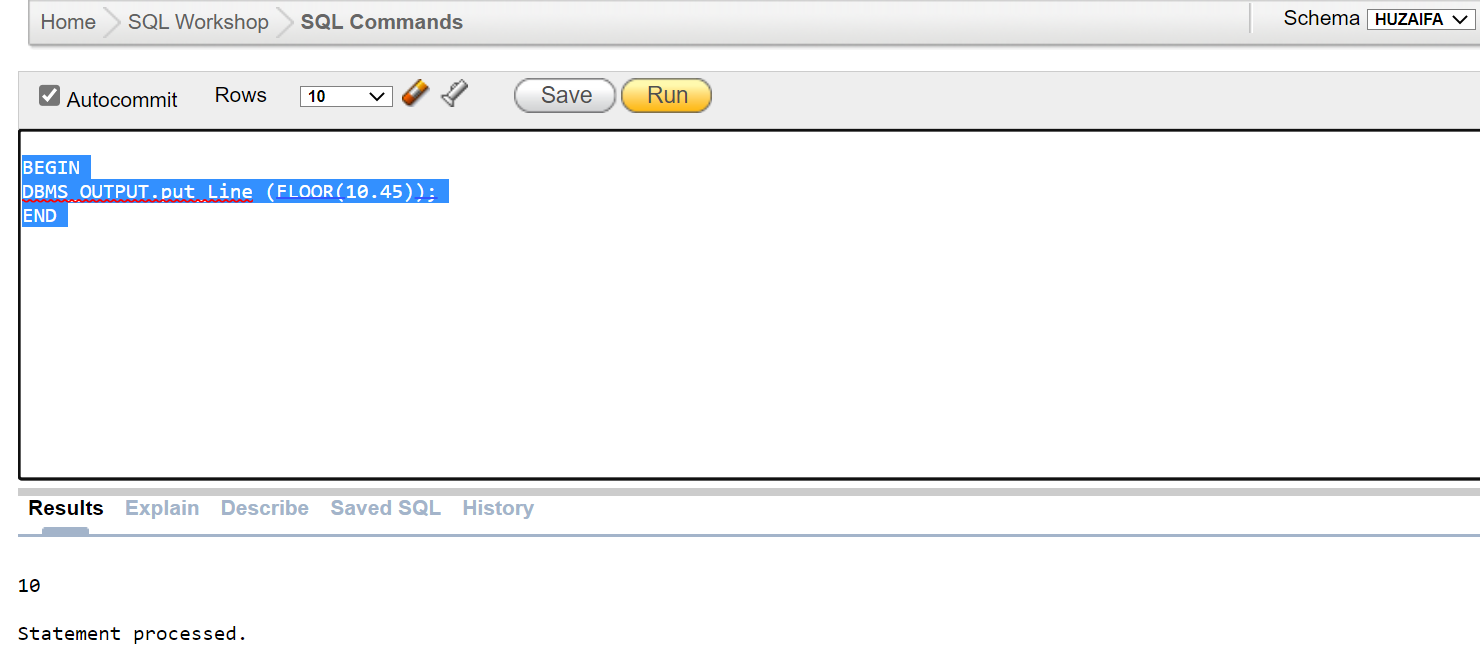 Home SQL Workshop SQL Commands Schema HUZAIFA
Autocommit Rows 10 Save Run
BEGIN
DBMS_OUTPUT.put_Line (FLOOR(10.45));
END
Results Explain Describe Saved SQL History
10
Statement processed.